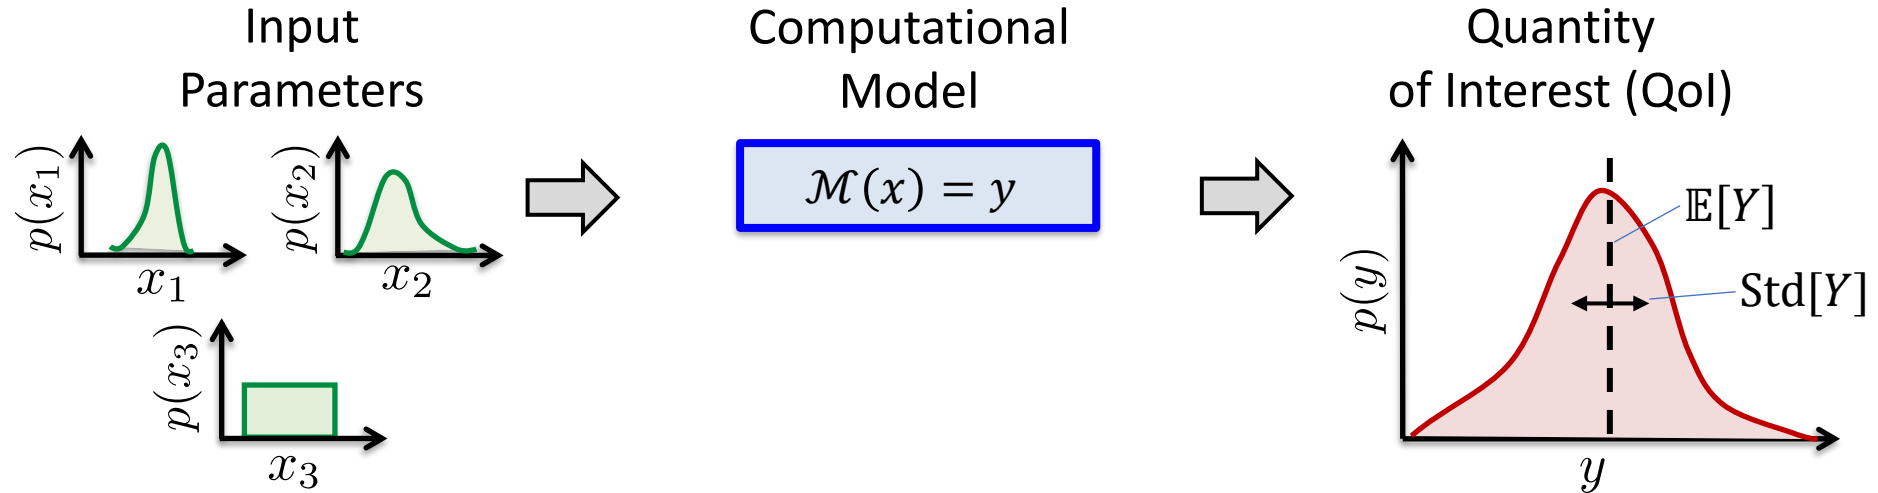 Input
Parameters
p(x₁)
x₁
p(x₂)
x₂
p(x₃)
x₃
Computational
Model
ℳ(x) = y
Quantity
of Interest (QoI)
p(y)
𝔼[Y]
Std[Y]
y